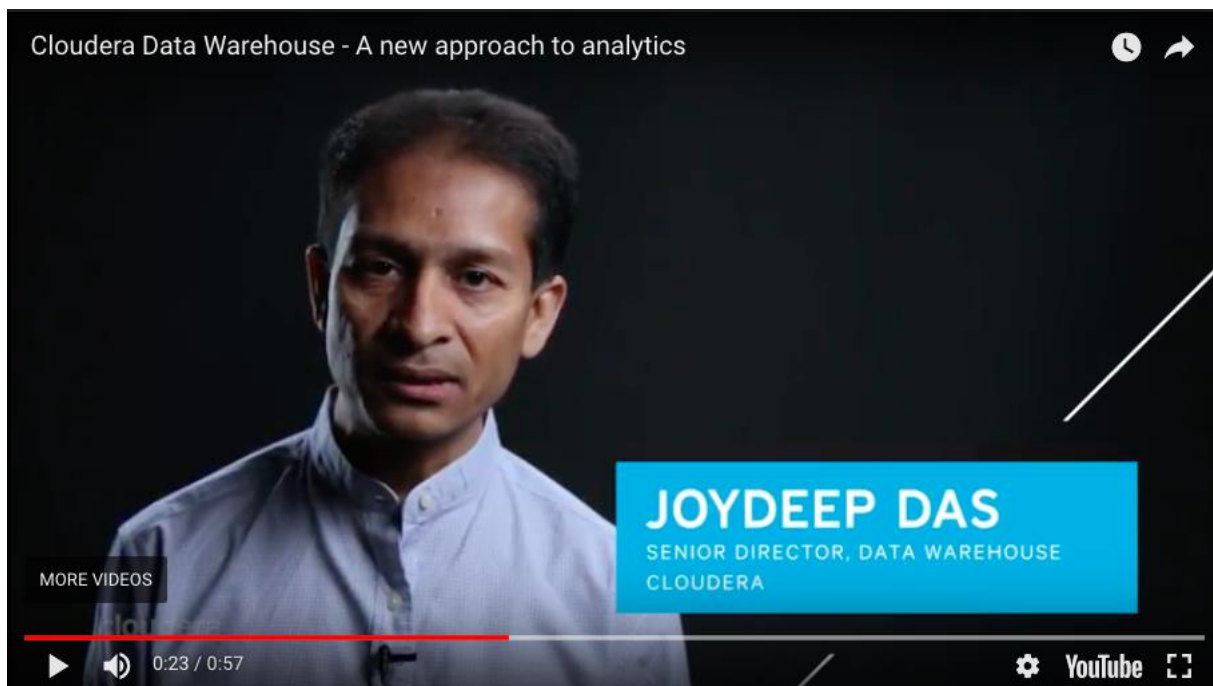 Cloudera Data Warehouse - A new approach to analytics
JOYDEEP DAS
SENIOR DIRECTOR, DATA WAREHOUSE
CLOUDERA
MORE VIDEOS
cloudera
0:23 / 0:57
YouTube